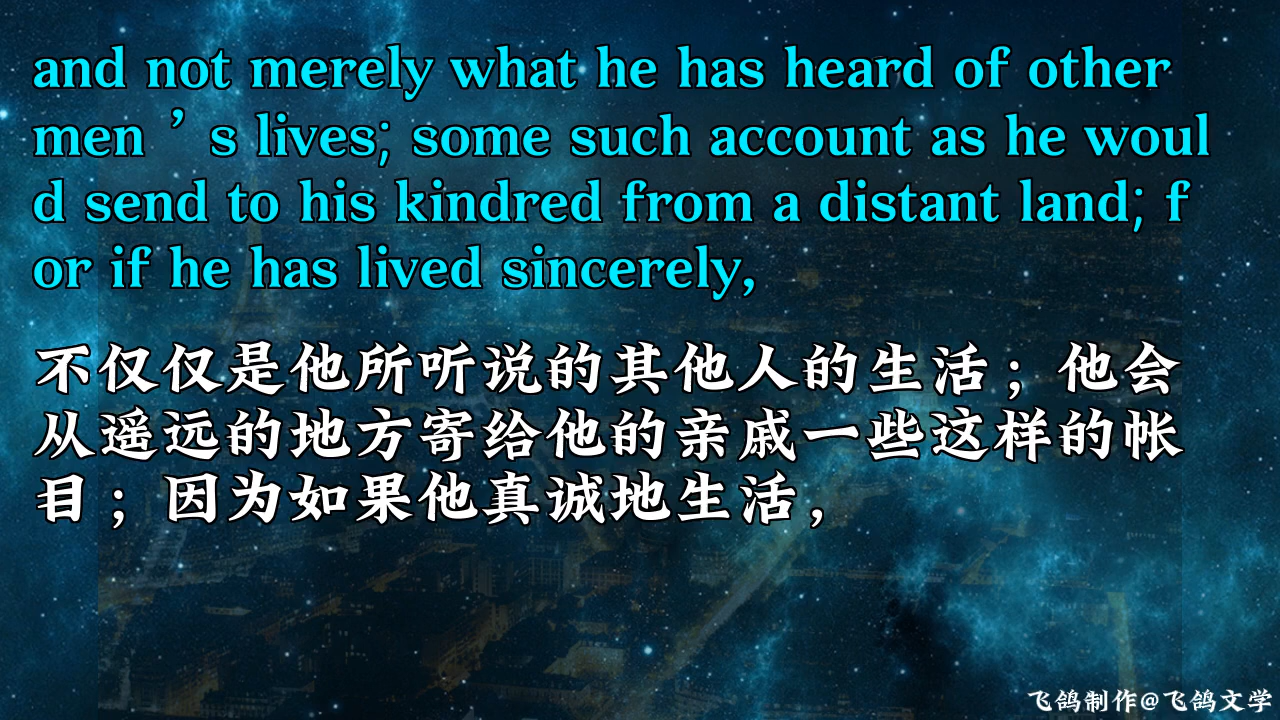 and not merely what he has heard of other
men ’ s lives; some such account as he woul
d send to his kindred from a distant land; f
or if he has lived sincerely,
不仅仅是他所听说的其他人的生活；他会
从遥远的地方寄给他的亲戚一些这样的帐
目；因为如果他真诚地生活，
飞鸽制作@飞鸽文学